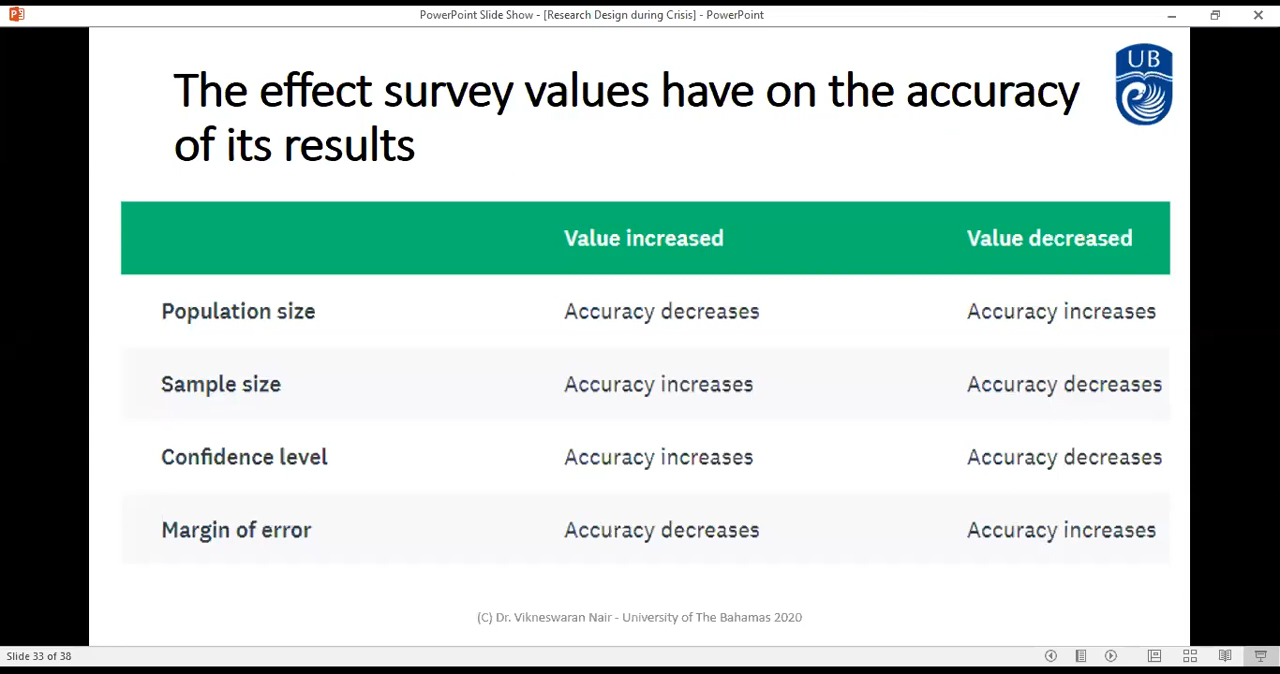 PowerPoint Slide Show - [Research Design during Crisis] - PowerPoint
UB
The effect survey values have on the accuracy
of its results
Value increased Value decreased
Population size Accuracy decreases Accuracy increases
Sample size Accuracy increases Accuracy decreases
Confidence level Accuracy increases Accuracy decreases
Margin of error Accuracy decreases Accuracy increases
(C) Dr. Vikneswaran Nair - University of The Bahamas 2020
Slide 33 of 38